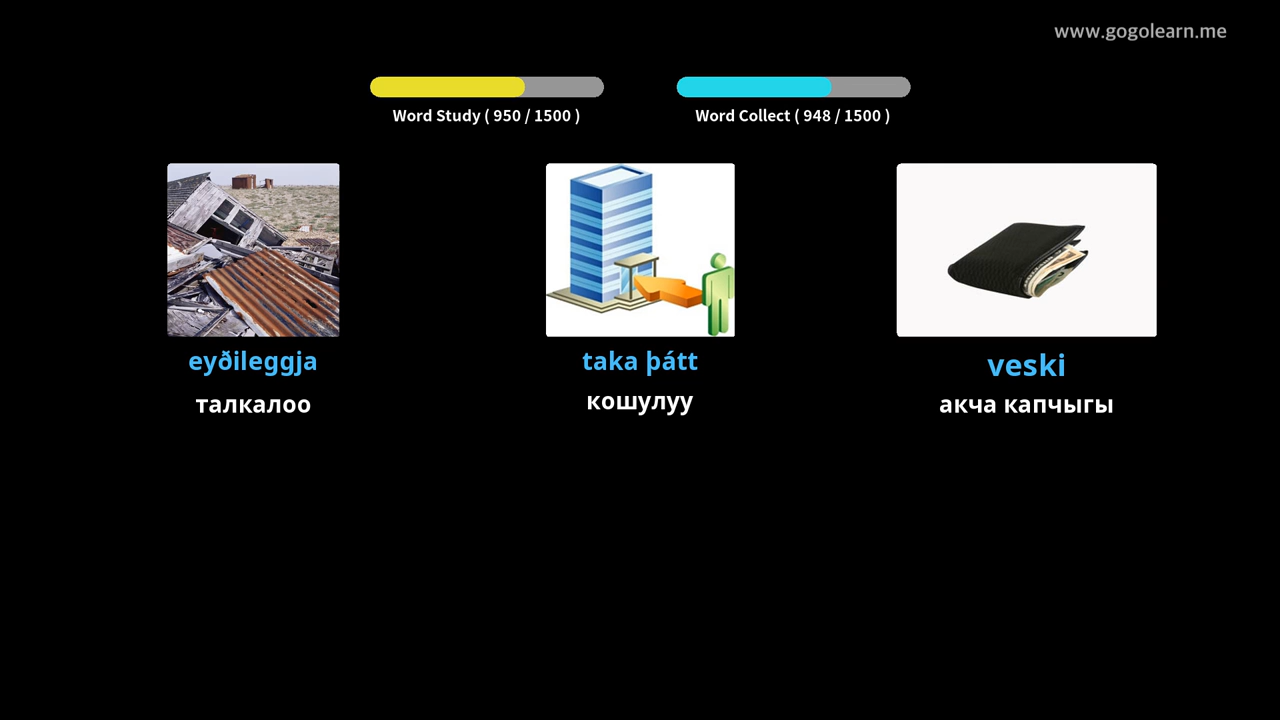 www.gogolearn.me
Word Study ( 950 / 1500 )
Word Collect ( 948 / 1500 )
eyðileggja
талкалоо
taka þátt
кошулуу
veski
акча капчыгы